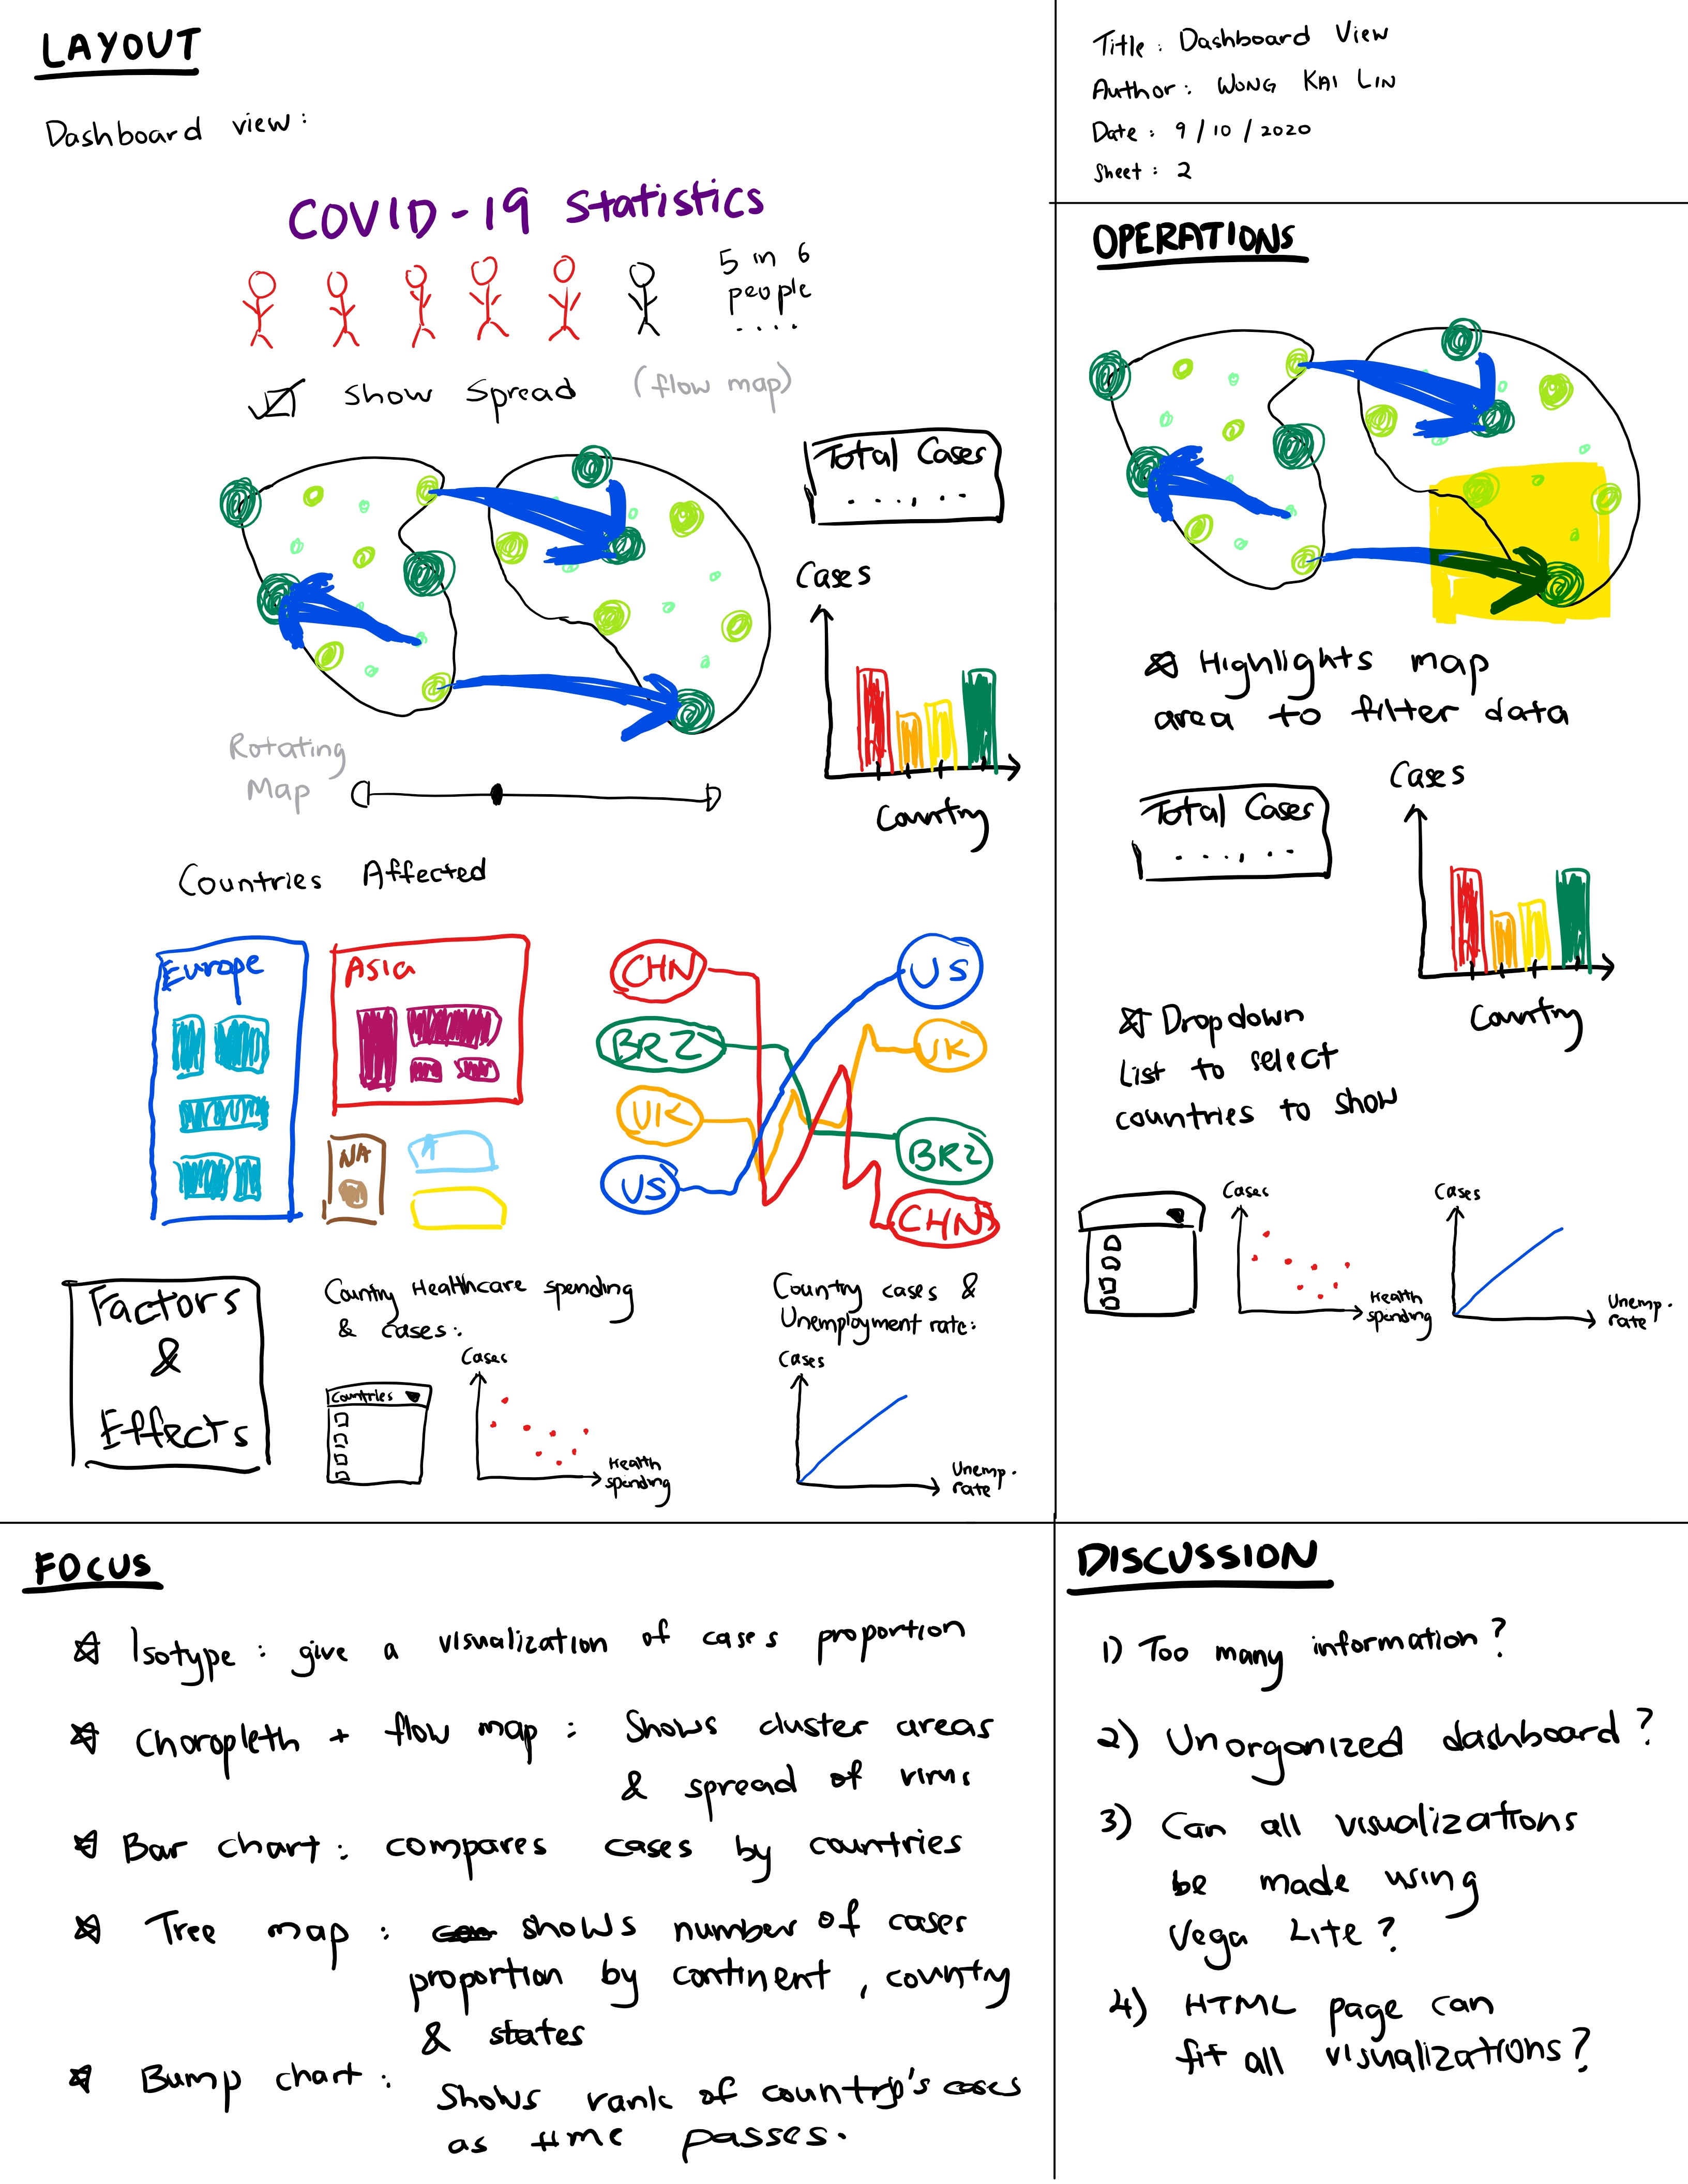 LAYOUT
Dashboard view:
COVID-19 Statistics
5 in 6
people
....
Show Spread (flow map)
Total Cases
...,..
Cases
Country
Rotating
Map
Countries Affected
Europe
Asia
NA
CHN
BRZ
UK
US
US
UK
BRZ
CHN
Factors
&
Effects
Country Healthcare spending
& cases:
Countries
Cases
Health
spending
Country cases &
Unemployment rate:
Cases
Unemp.
rate
Title: Dashboard View
Author: WONG KAI LIN
Date: 9/10/2020
Sheet: 2
OPERATIONS
Highlights map
area to filter data
Total Cases
...,..
Cases
Country
Dropdown
List to select
countries to show
Cases
Health
spending
Cases
Unemp.
rate
FOCUS
Isotype: give a visualization of cases proportion
Choropleth + flow map: Shows cluster areas
& spread of virus
Bar chart: compares cases by countries
Tree map: shows number of cases
proportion by continent, country
& states
Bump chart: Shows rank of country's cases
as time passes.
DISCUSSION
1) Too many information?
2) Unorganized dashboard?
3) Can all visualizations
be made using
Vega Lite?
4) HTML page can
fit all visualizations?